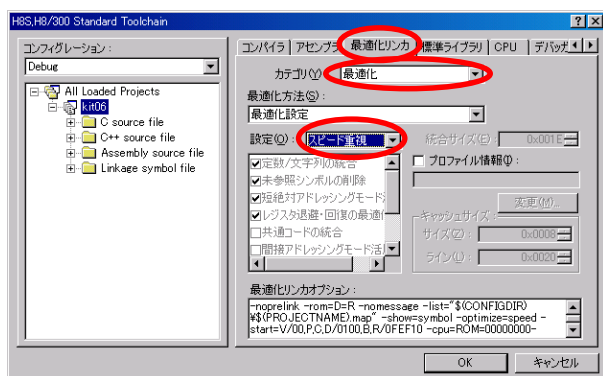 H8S,H8/300 Standard Toolchain
コンフィグレーション :
Debug
All Loaded Projects
kit06
C source file
C++ source file
Assembly source file
Linkage symbol file
コンパイラ アセンブラ 最適化リンカ 標準ライブラリ CPU デバッガ
カテゴリ(Y) : 最適化
最適化方法(S) :
最適化設定
設定(O) : スピード重視
統合サイズ(E) : 0x001E
定数/文字列の統合
未参照シンボルの削除
短絶対アドレッシングモード
レジスタ退避・回復の最適
共通コードの統合
間接アドレッシングモード活
プロファイル情報(I) :
変更(M)...
キャッシュサイズ :
サイズ(Z) : 0x0008
ライン(L) : 0x0020
最適化リンカオプション :
-noprelink -rom=D=R -nomessage -list="$(CONFIGDIR)
¥$(PROJECTNAME).map" -show=symbol -optimize=speed -
start=V/00,P,C,D/0100,B,R/0FEF10 -cpu=ROM=00000000-
OK キャンセル